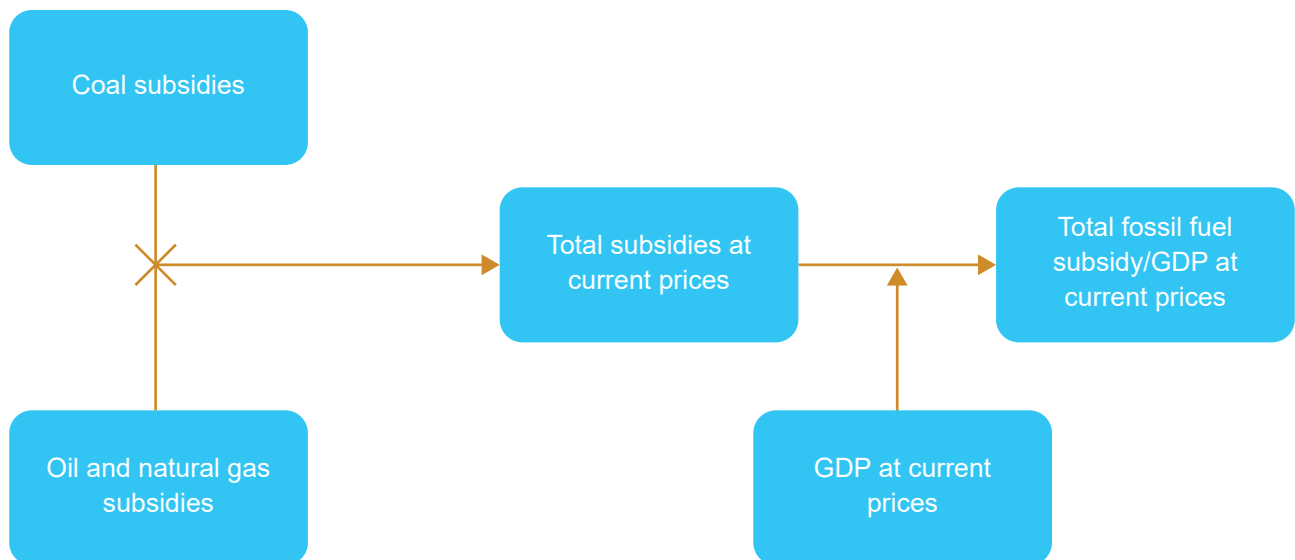 Coal subsidies
Total subsidies at
current prices
Total fossil fuel
subsidy/GDP at
current prices
Oil and natural gas
subsidies
GDP at current
prices